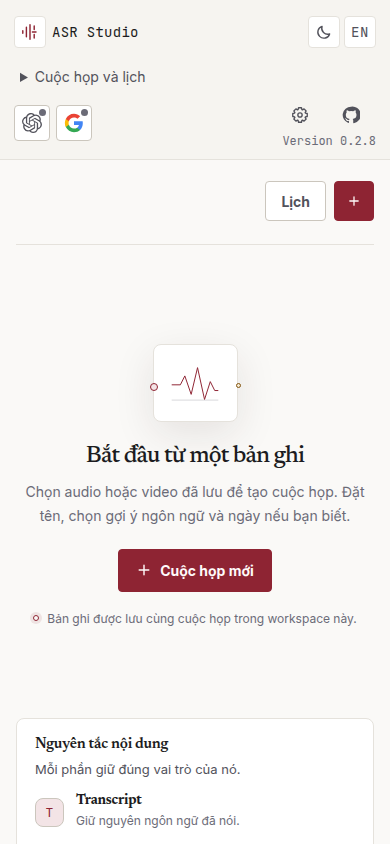 ASR Studio
EN
Cuộc họp và lịch
Version 0.2.8
Lịch
+
Bắt đầu từ một bản ghi
Chọn audio hoặc video đã lưu để tạo cuộc họp. Đặt
tên, chọn gợi ý ngôn ngữ và ngày nếu bạn biết.
+ Cuộc họp mới
Bản ghi được lưu cùng cuộc họp trong workspace này.
Nguyên tắc nội dung
Mỗi phần giữ đúng vai trò của nó.
T
Transcript
Giữ nguyên ngôn ngữ đã nói.